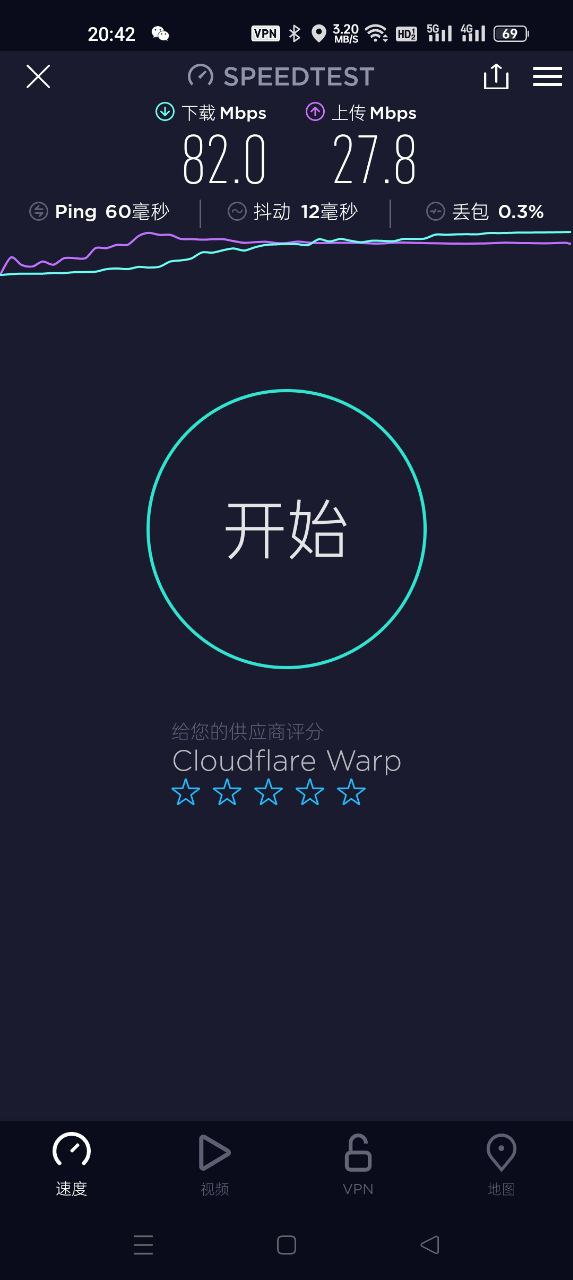 20:42 VPN 3.20 MB/S HD 1 2 5G 4G 69
SPEEDTEST
下载 Mbps 上传 Mbps
82.0 27.8
Ping 60毫秒 抖动 12毫秒 丢包 0.3%
开始
给您的供应商评分
Cloudflare Warp
速度 视频 VPN 地图